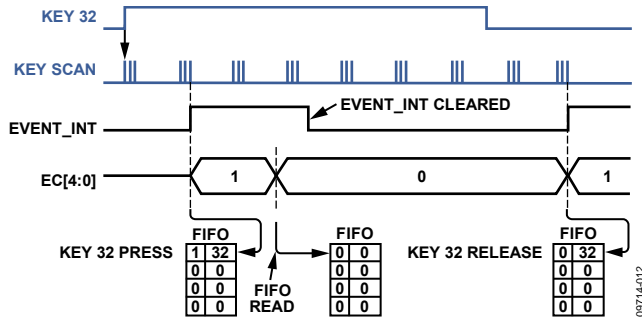 KEY 32
KEY SCAN
EVENT_INT CLEARED
EVENT_INT
EC[4:0]
1
0
1
FIFO
FIFO
FIFO
KEY 32 PRESS
1 32
0 0
0 0
0 0
FIFO
READ
0 0
0 0
0 0
0 0
KEY 32 RELEASE
0 32
0 0
0 0
0 0
09714-012